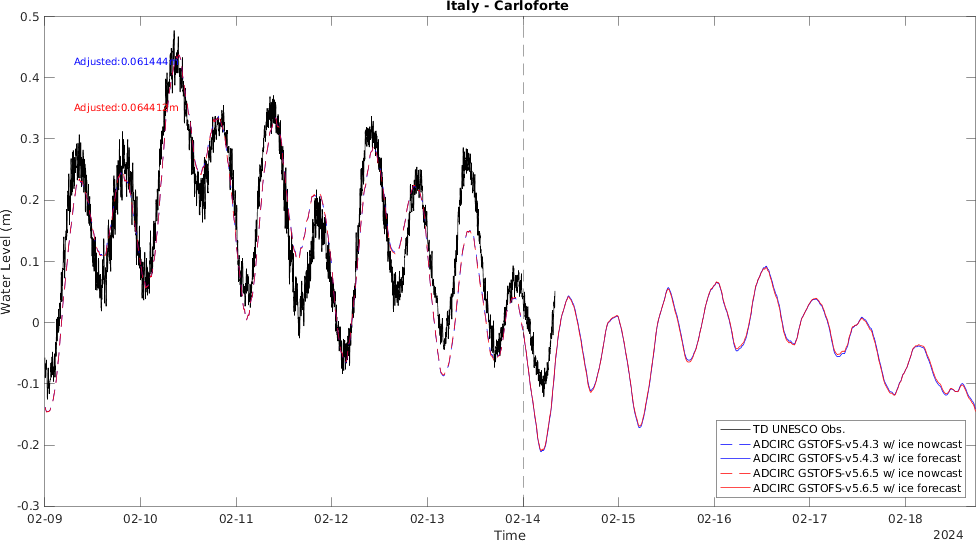 Italy - Carloforte
0.5
0.4
0.3
0.2
0.1
0
-0.1
-0.2
-0.3
Water Level (m)
Adjusted:0.061444m
Adjusted:0.064412m
TD UNESCO Obs.
ADCIRC GSTOFS-v5.4.3 w/ ice nowcast
ADCIRC GSTOFS-v5.4.3 w/ ice forecast
ADCIRC GSTOFS-v5.6.5 w/ ice nowcast
ADCIRC GSTOFS-v5.6.5 w/ ice forecast
02-09 02-10 02-11 02-12 02-13 02-14 02-15 02-16 02-17 02-18
Time
2024